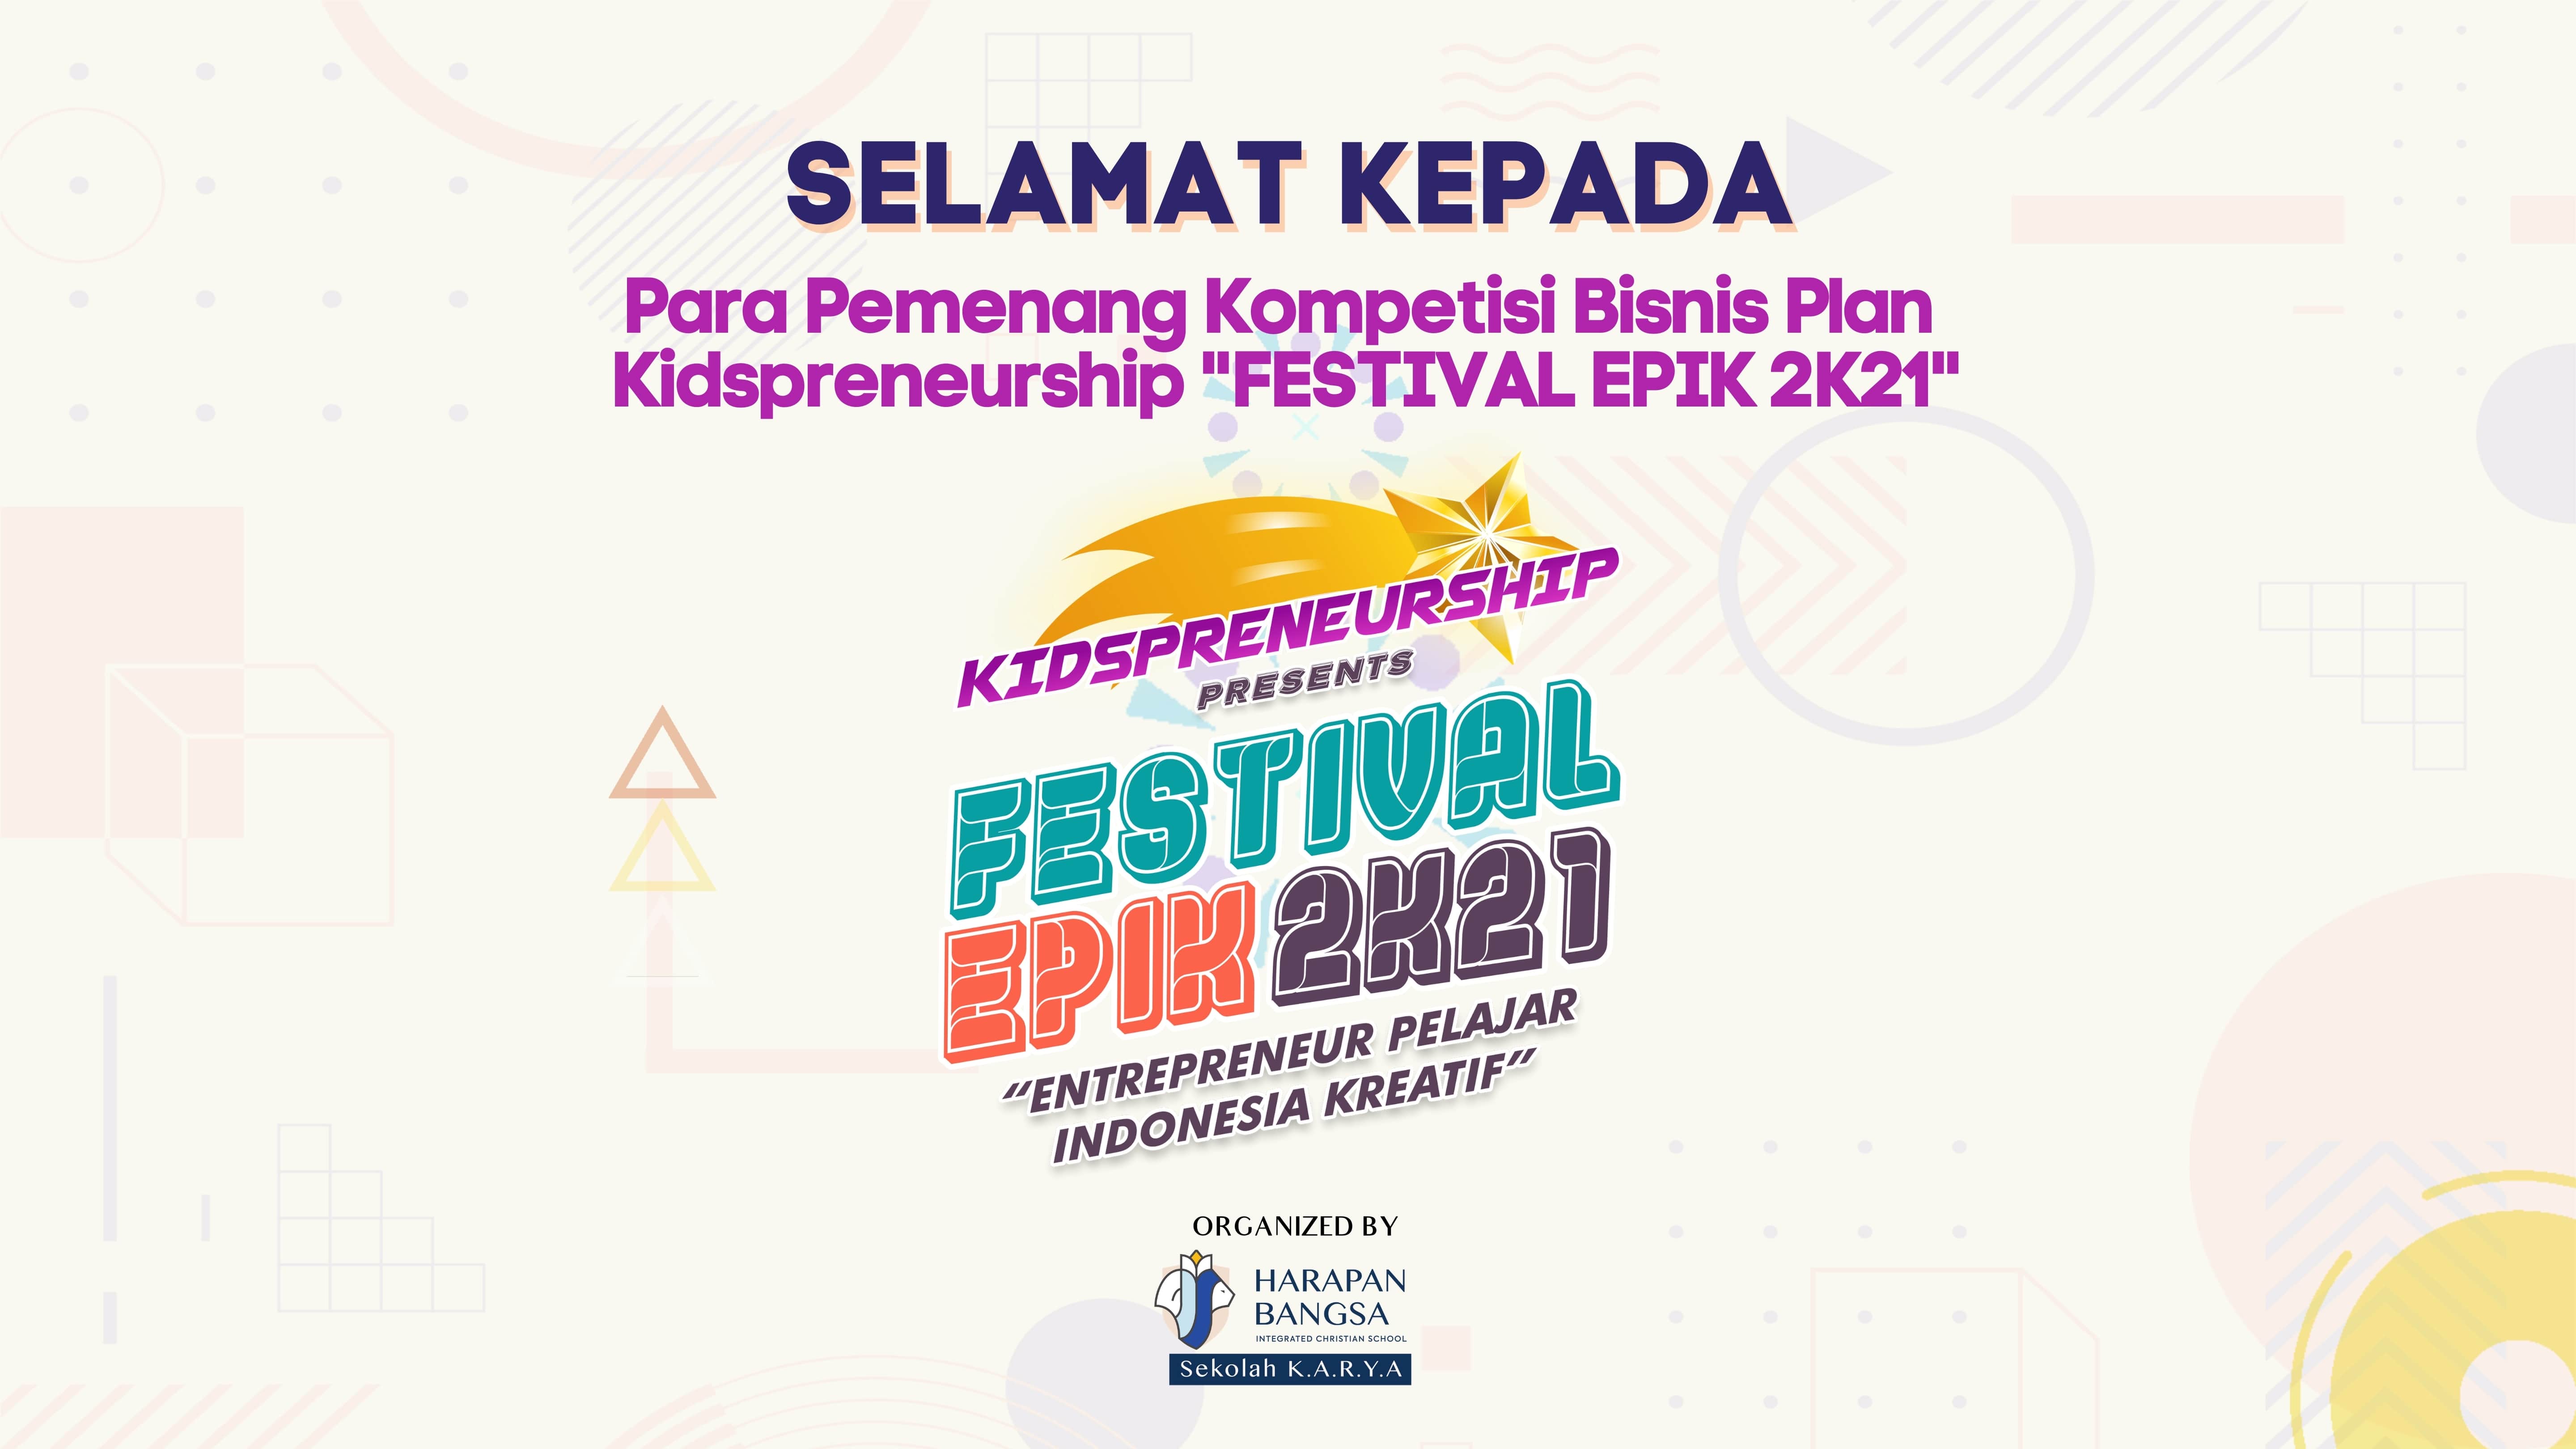 SELAMAT KEPADA
Para Pemenang Kompetisi Bisnis Plan
Kidspreneurship "FESTIVAL EPIK 2K21"
KIDSPRENEURSHIP
PRESENTS
FESTIVAL
EPIK 2K21
“ENTREPRENEUR PELAJAR
INDONESIA KREATIF”
ORGANIZED BY
HARAPAN
BANGSA
INTEGRATED CHRISTIAN SCHOOL
Sekolah K.A.R.Y.A